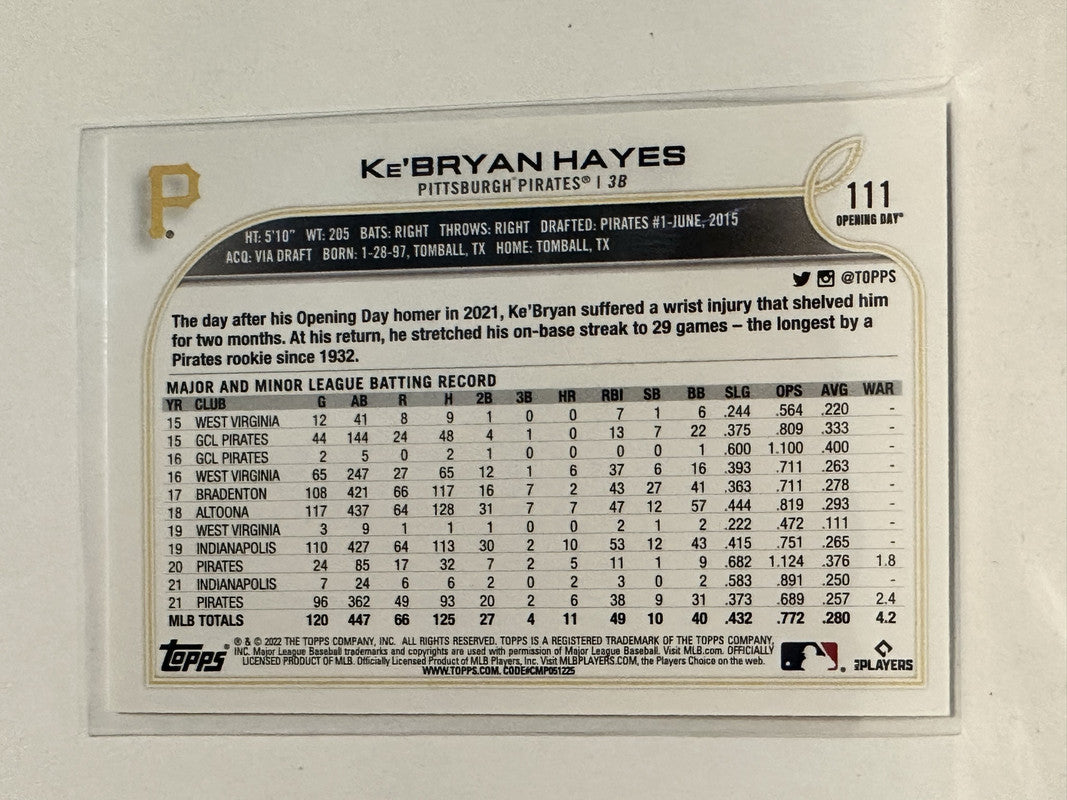 P
Ke'BRYAN HAYES
PITTSBURGH PIRATES® | 3B
111
OPENING DAY®
HT: 5'10" WT: 205 BATS: RIGHT THROWS: RIGHT DRAFTED: PIRATES #1-JUNE, 2015
ACQ: VIA DRAFT BORN: 1-28-97, TOMBALL, TX HOME: TOMBALL, TX
@TOPPS
The day after his Opening Day homer in 2021, Ke'Bryan suffered a wrist injury that shelved him
for two months. At his return, he stretched his on-base streak to 29 games – the longest by a
Pirates rookie since 1932.
MAJOR AND MINOR LEAGUE BATTING RECORD
YR CLUB G AB R H 2B 3B HR RBI SB BB SLG OPS AVG WAR
15 WEST VIRGINIA 12 41 8 9 1 0 0 7 1 6 .244 .564 .220 -
15 GCL PIRATES 44 144 24 48 4 1 0 13 7 22 .375 .809 .333 -
16 GCL PIRATES 2 5 0 2 1 0 0 0 0 1 .600 1.100 .400 -
16 WEST VIRGINIA 65 247 27 65 12 1 6 37 6 16 .393 .711 .263 -
17 BRADENTON 108 421 66 117 16 7 2 43 27 41 .363 .711 .278 -
18 ALTOONA 117 437 64 128 31 7 7 47 12 57 .444 .819 .293 -
19 WEST VIRGINIA 3 9 1 1 1 0 0 2 1 2 .222 .472 .111 -
19 INDIANAPOLIS 110 427 64 113 30 2 10 53 12 43 .415 .751 .265 -
20 PIRATES 24 85 17 32 7 2 5 11 1 9 .682 1.124 .376 1.8
21 INDIANAPOLIS 7 24 6 6 2 0 2 3 0 2 .583 .891 .250 -
21 PIRATES 96 362 49 93 20 2 6 38 9 31 .373 .689 .257 2.4
MLB TOTALS 120 447 66 125 27 4 11 49 10 40 .432 .772 .280 4.2
TOPPS®
® & © 2022 THE TOPPS COMPANY, INC. ALL RIGHTS RESERVED. TOPPS IS A REGISTERED TRADEMARK OF THE TOPPS COMPANY,
INC. Major League Baseball trademarks and copyrights are used with permission of Major League Baseball. Visit MLB.com. OFFICIALLY
LICENSED PRODUCT OF MLB. Officially Licensed Product of MLB Players, Inc. Visit MLBPLAYERS.COM, the Players Choice on the web.
WWW.TOPPS.COM. CODE#CMP051225
MLBPLAYERS